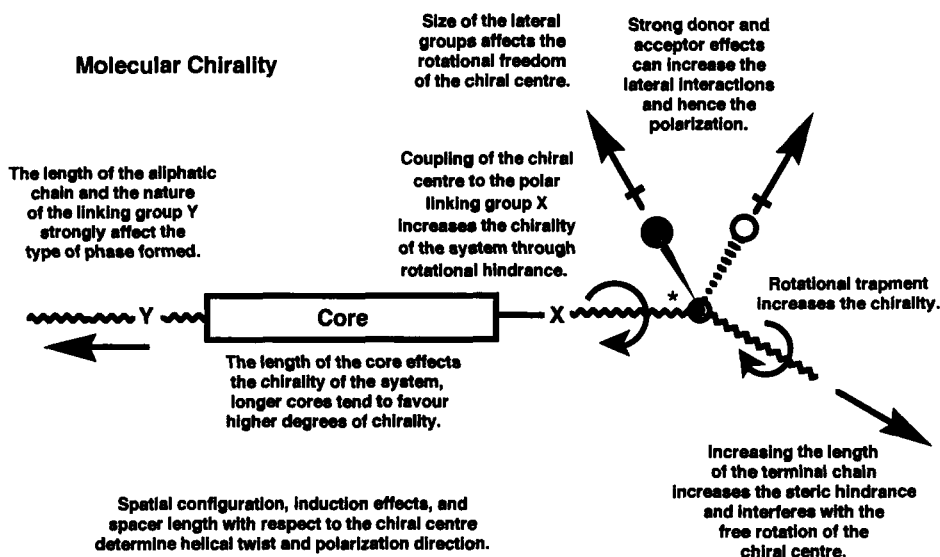 Molecular Chirality
Size of the lateral
groups affects the
rotational freedom
of the chiral centre.
Strong donor and
acceptor effects
can increase the
lateral interactions
and hence the
polarization.
The length of the aliphatic
chain and the nature
of the linking group Y
strongly affect the
type of phase formed.
Coupling of the chiral
centre to the polar
linking group X
increases the chirality
of the system through
rotational hindrance.
Rotational trapment
increases the chirality.
Y
Core
X
*
The length of the core effects
the chirality of the system,
longer cores tend to favour
higher degrees of chirality.
Increasing the length
of the terminal chain
increases the steric hindrance
and interferes with the
free rotation of the
chiral centre.
Spatial configuration, induction effects, and
spacer length with respect to the chiral centre
determine helical twist and polarization direction.